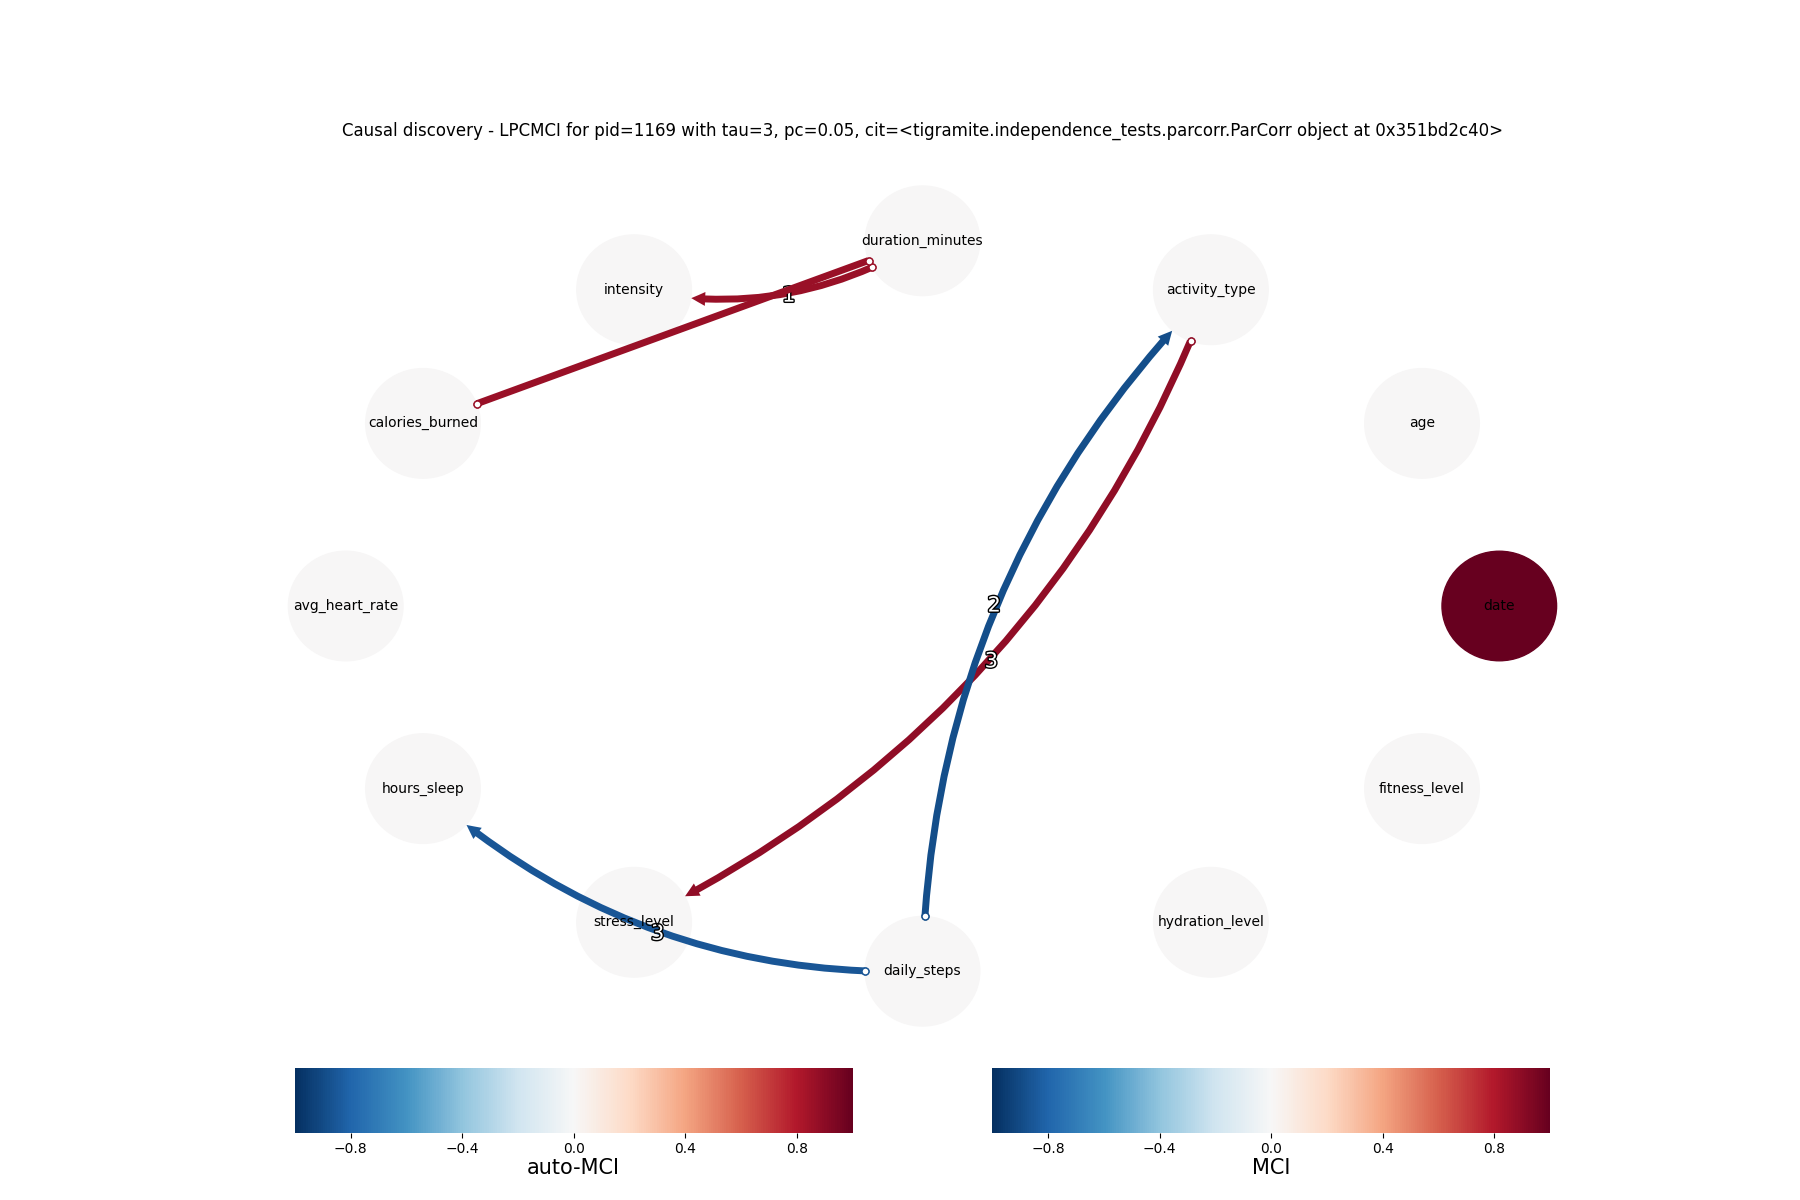 Causal discovery - LPCMCI for pid=1169 with tau=3, pc=0.05, cit=<tigramite.independence_tests.parcorr.ParCorr object at 0x351bd2c40>
duration_minutes
intensity
activity_type
1
calories_burned
age
avg_heart_rate
2
date
3
hours_sleep
fitness_level
stress_level
3
hydration_level
daily_steps
−0.8 −0.4 0.0 0.4 0.8
auto-MCI
−0.8 −0.4 0.0 0.4 0.8
MCI